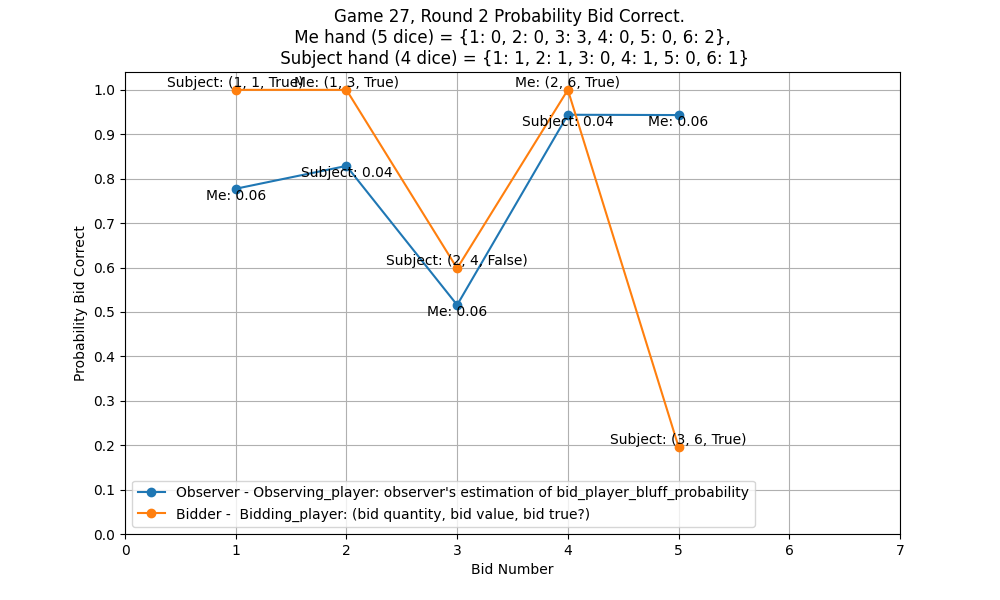 Game 27, Round 2 Probability Bid Correct.
Me hand (5 dice) = {1: 0, 2: 0, 3: 3, 4: 0, 5: 0, 6: 2},
Subject hand (4 dice) = {1: 1, 2: 1, 3: 0, 4: 1, 5: 0, 6: 1}
Probability Bid Correct
1.0
0.9
0.8
0.7
0.6
0.5
0.4
0.3
0.2
0.1
0.0
Subject: (1, 1, True)
Me: (1, 3, True)
Me: (2, 6, True)
Subject: 0.04
Me: 0.06
Subject: 0.04
Me: 0.06
Subject: (2, 4, False)
Me: 0.06
Subject: (3, 6, True)
Observer - Observing_player: observer's estimation of bid_player_bluff_probability
Bidder -  Bidding_player: (bid quantity, bid value, bid true?)
0 1 2 3 4 5 6 7
Bid Number